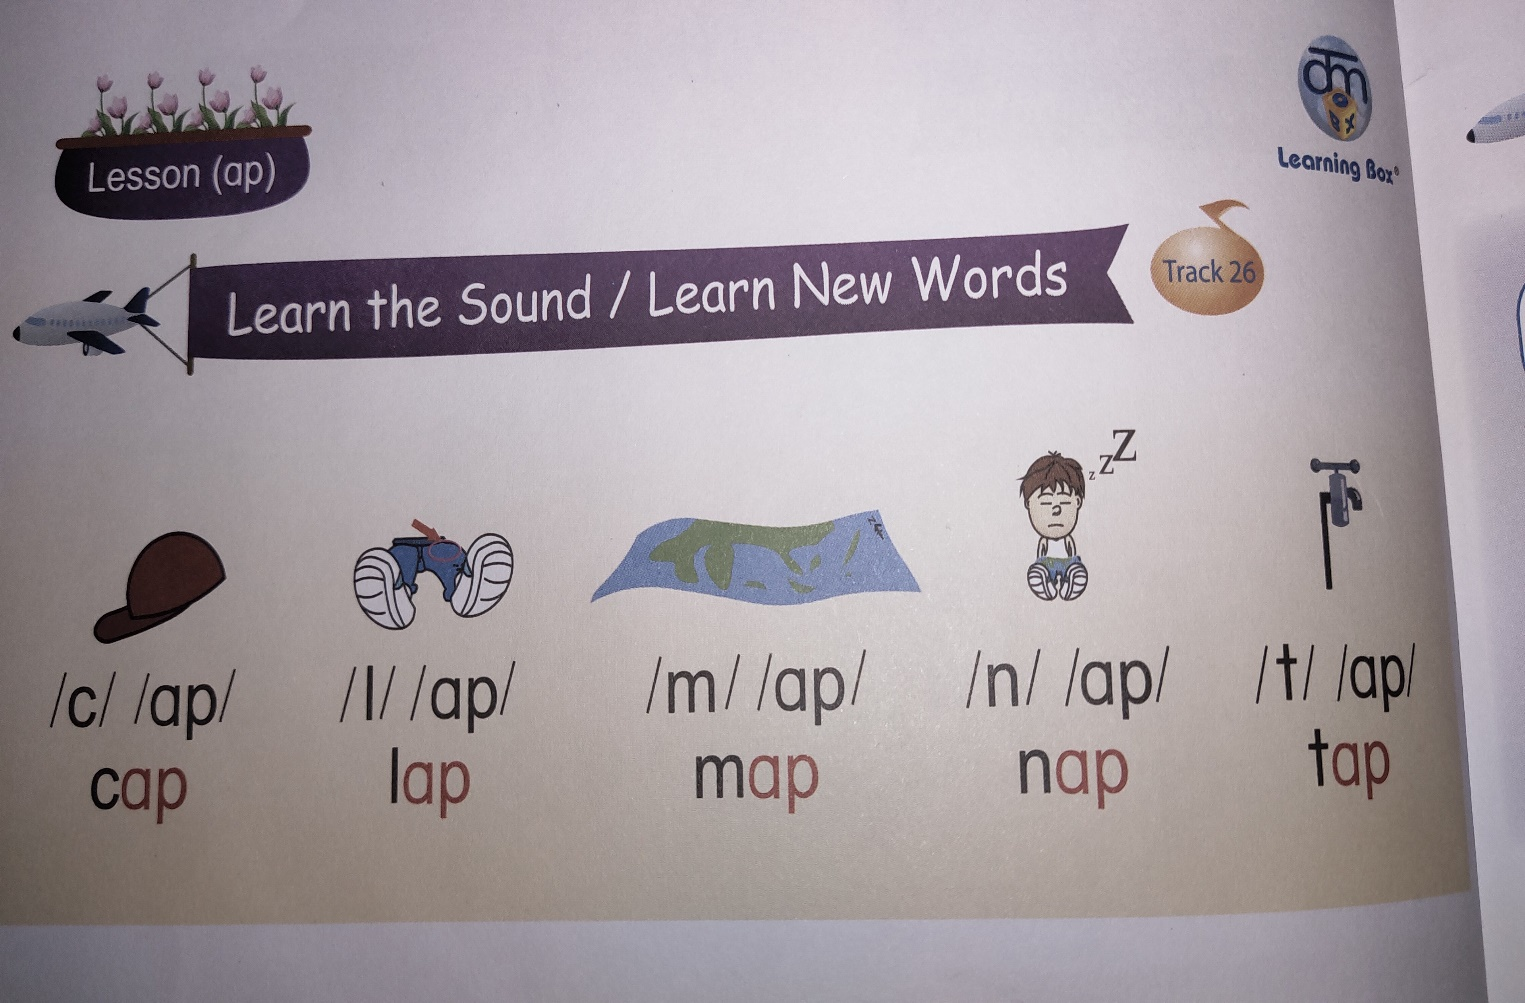 Lesson (ap)
Learning Box®
Learn the Sound / Learn New Words
Track 26
z z Z
/c/ /ap/
/l/ /ap/
/m/ /ap/
/n/ /ap/
/t/ /ap/
cap
lap
map
nap
tap